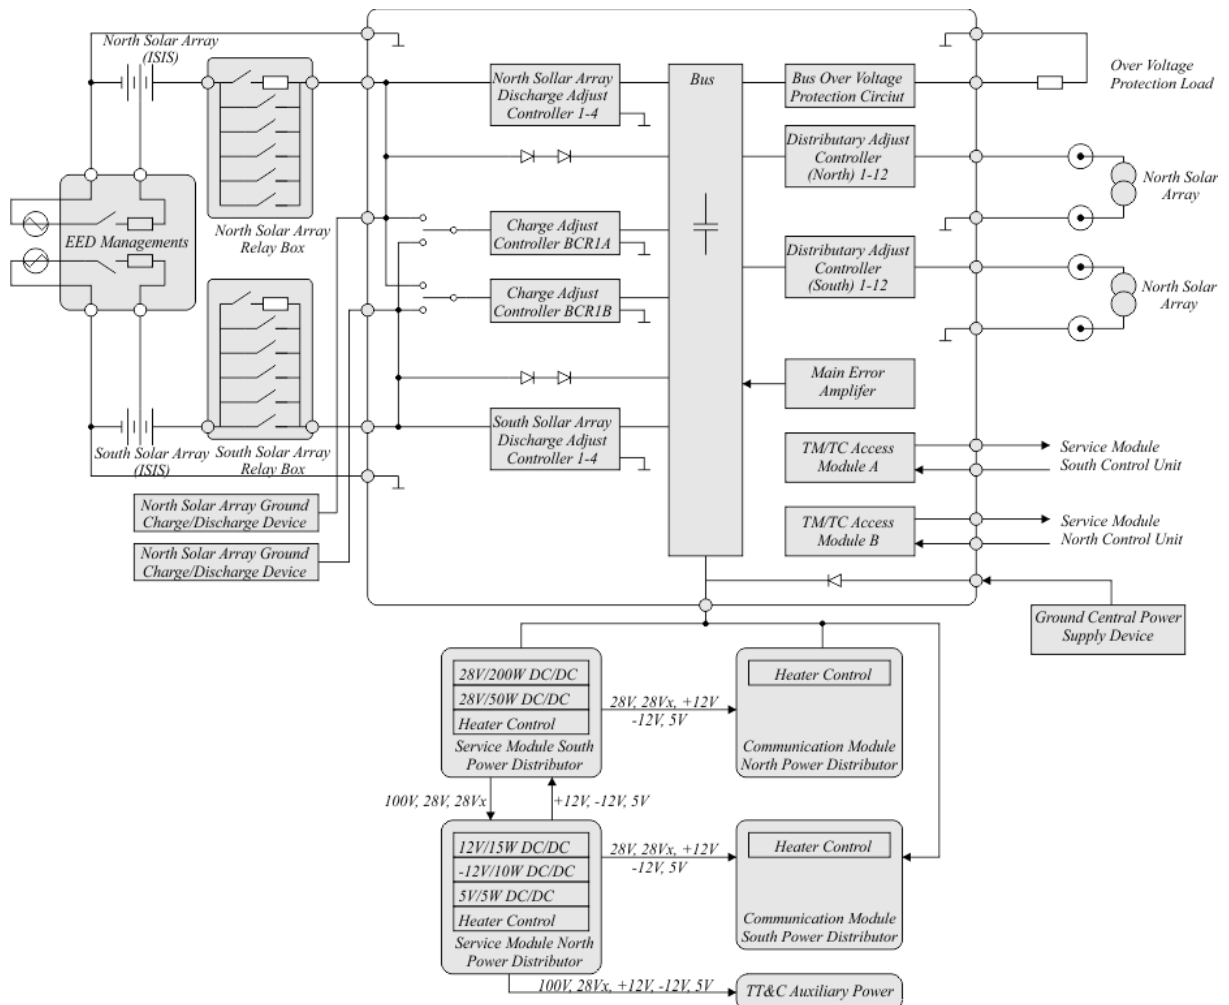 North Solar Array
(ISIS)
North Solar Array
Relay Box
EED Managements
South Solar Array
(ISIS)
South Solar Array
Relay Box
North Solar Array Ground
Charge/Discharge Device
North Solar Array Ground
Charge/Discharge Device
North Sollar Array
Discharge Adjust
Controller 1-4
Charge Adjust
Controller BCR1A
Charge Adjust
Controller BCR1B
South Sollar Array
Discharge Adjust
Controller 1-4
Bus
Bus Over Voltage
Protection Circiut
Distributary Adjust
Controller
(North) 1-12
Distributary Adjust
Controller
(South) 1-12
Main Error
Amplifer
TM/TC Access
Module A
TM/TC Access
Module B
Over Voltage
Protection Load
North Solar
Array
North Solar
Array
Service Module
South Control Unit
Service Module
North Control Unit
Ground Central Power
Supply Device
28V/200W DC/DC
28V/50W DC/DC
Heater Control
Service Module South
Power Distributor
28V, 28Vx, +12V
-12V, 5V
Heater Control
Communication Module
North Power Distributor
100V, 28V, 28Vx
+12V, -12V, 5V
12V/15W DC/DC
-12V/10W DC/DC
5V/5W DC/DC
Heater Control
Service Module North
Power Distributor
28V, 28Vx, +12V
-12V, 5V
Heater Control
Communication Module
South Power Distributor
100V, 28Vx, +12V, -12V, 5V
TT&C Auxiliary Power